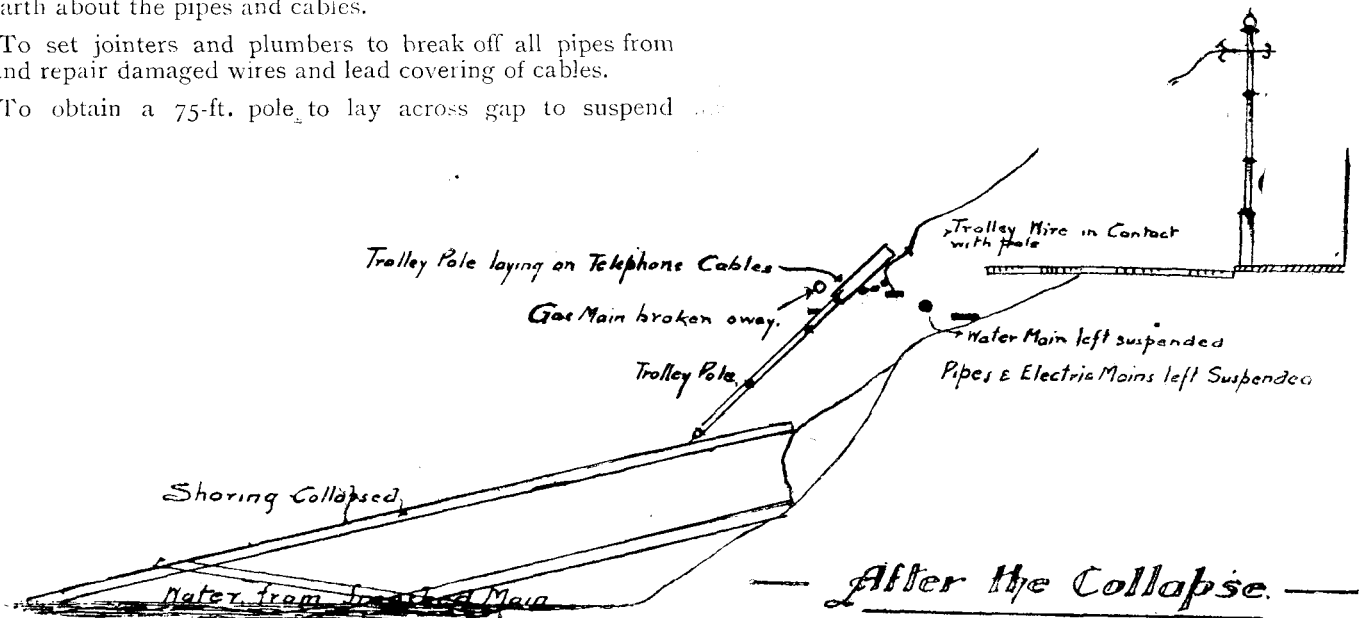 arth about the pipes and cables.
To set jointers and plumbers to break off all pipes from
nd repair damaged wires and lead covering of cables.
To obtain a 75-ft. pole to lay across gap to suspend
Trolley Wire in Contact
with pole
Trolley Pole laying on Telephone Cables
Gas Main broken away.
Water Main left suspended
Trolley Pole
Pipes & Electric Mains left Suspended
Shoring Collapsed
After the Collapse.
Water from Main